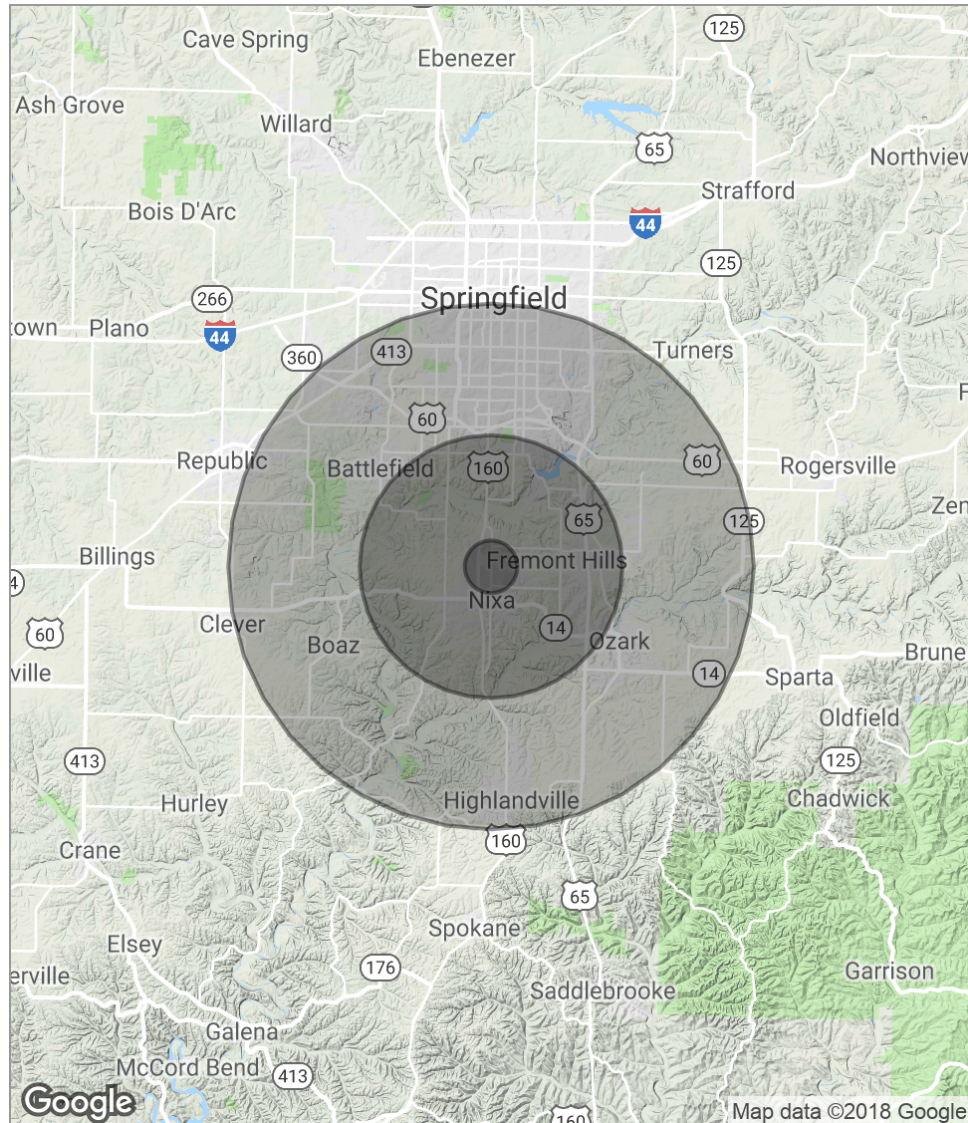 125
Cave Spring
Ebenezer
Ash Grove
Willard
65
Northview
Strafford
Bois D'Arc
44
125
266
Springfield
town
Plano
44
360
413
Turners
F
60
Republic
Battlefield
160
60
Rogersville
65
125
Zen
Billings
Fremont Hills
4
Nixa
60
Clever
14
Boaz
Ozark
Brune
ville
14
Sparta
Oldfield
413
125
Hurley
Highlandville
Chadwick
160
Crane
65
Spokane
Elsey
176
erville
Garrison
Saddlebrooke
Galena
McCord Bend
413
Google
160
Map data ©2018 Google